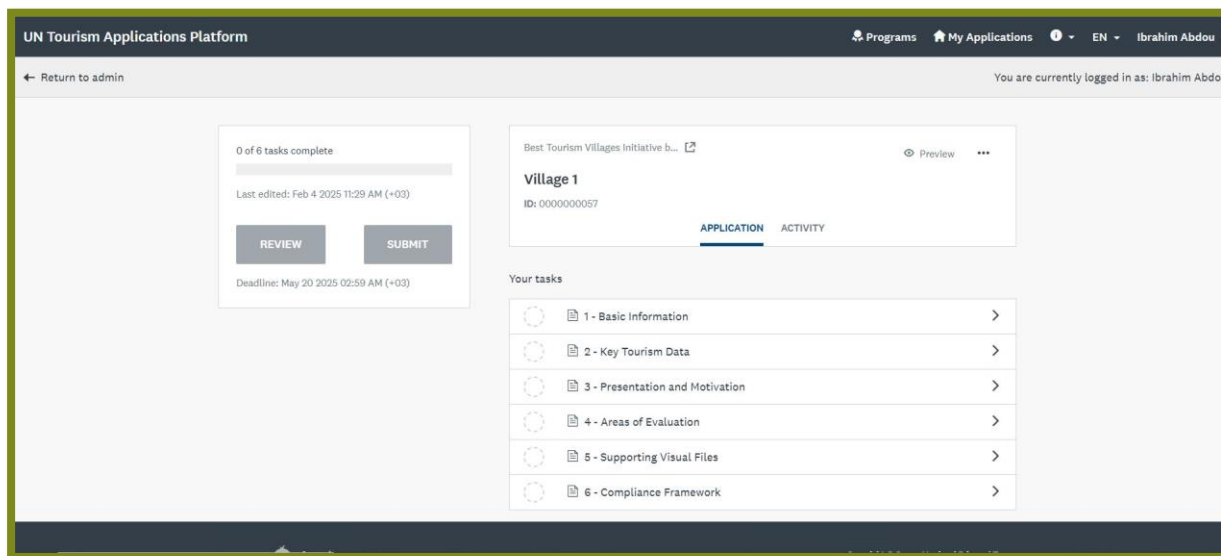 UN Tourism Applications Platform
Programs My Applications EN Ibrahim Abdou
Return to admin
You are currently logged in as: Ibrahim Abdo
0 of 6 tasks complete
Last edited: Feb 4 2025 11:29 AM (+03)
REVIEW SUBMIT
Deadline: May 20 2025 02:59 AM (+03)
Best Tourism Villages Initiative b...
Preview
Village 1
ID: 0000000057
APPLICATION ACTIVITY
Your tasks
1 - Basic Information
2 - Key Tourism Data
3 - Presentation and Motivation
4 - Areas of Evaluation
5 - Supporting Visual Files
6 - Compliance Framework